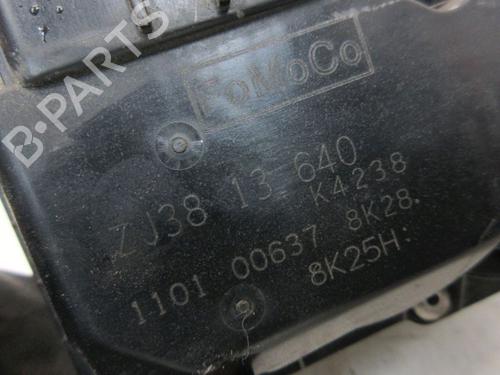 B-PARTS
FoMoCo
ZJ38 13 640
K4238
1101 00637 8K28.
8K25H: